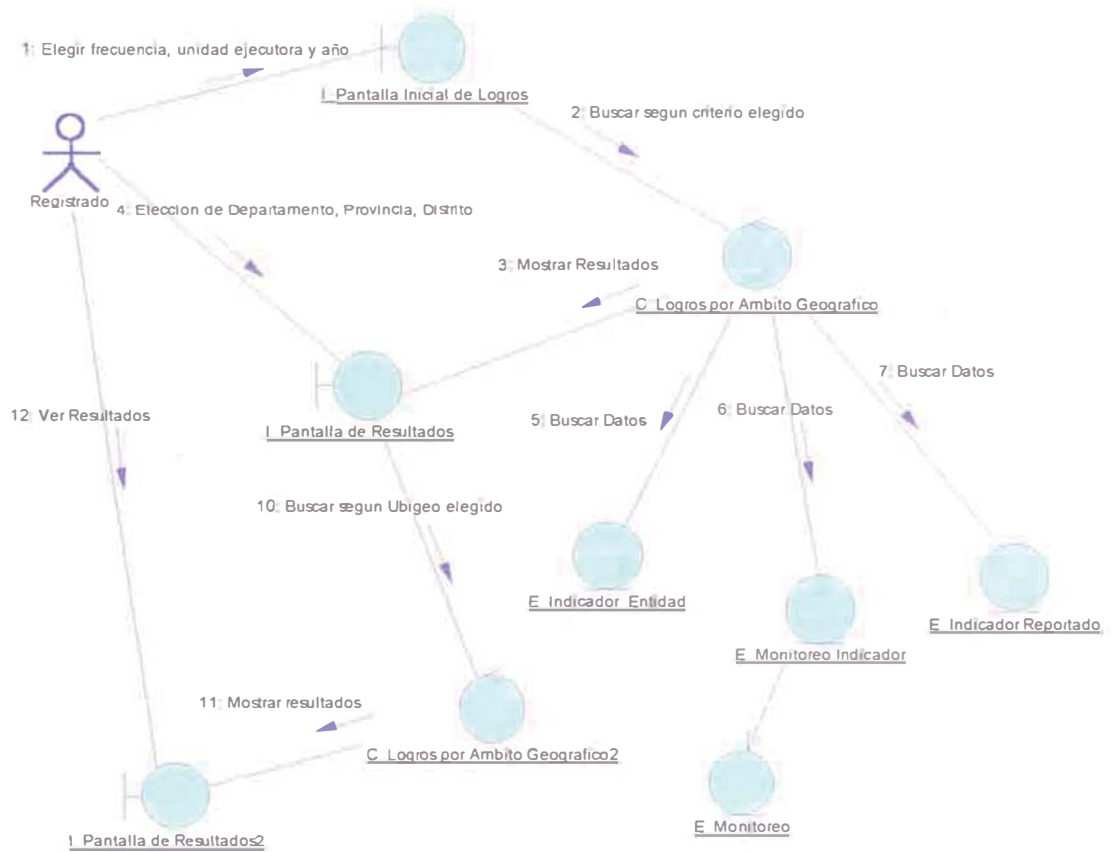 1: Elegir frecuencia, unidad ejecutora y año
I_Pantalla Inicial de Logros
2: Buscar segun criterio elegido
Registrado
4: Eleccion de Departamento, Provincia, Distrito
3: Mostrar Resultados
C_Logros por Ambito Geografico
7: Buscar Datos
12: Ver Resultados
5: Buscar Datos
6: Buscar Datos
I_Pantalla de Resultados
10: Buscar segun Ubigeo elegido
E_Indicador_Entidad
E_Indicador Reportado
E_Monitoreo Indicador
11: Mostrar resultados
C_Logros por Ambito Geografico2
E_Monitoreo
I_Pantalla de Resultados2